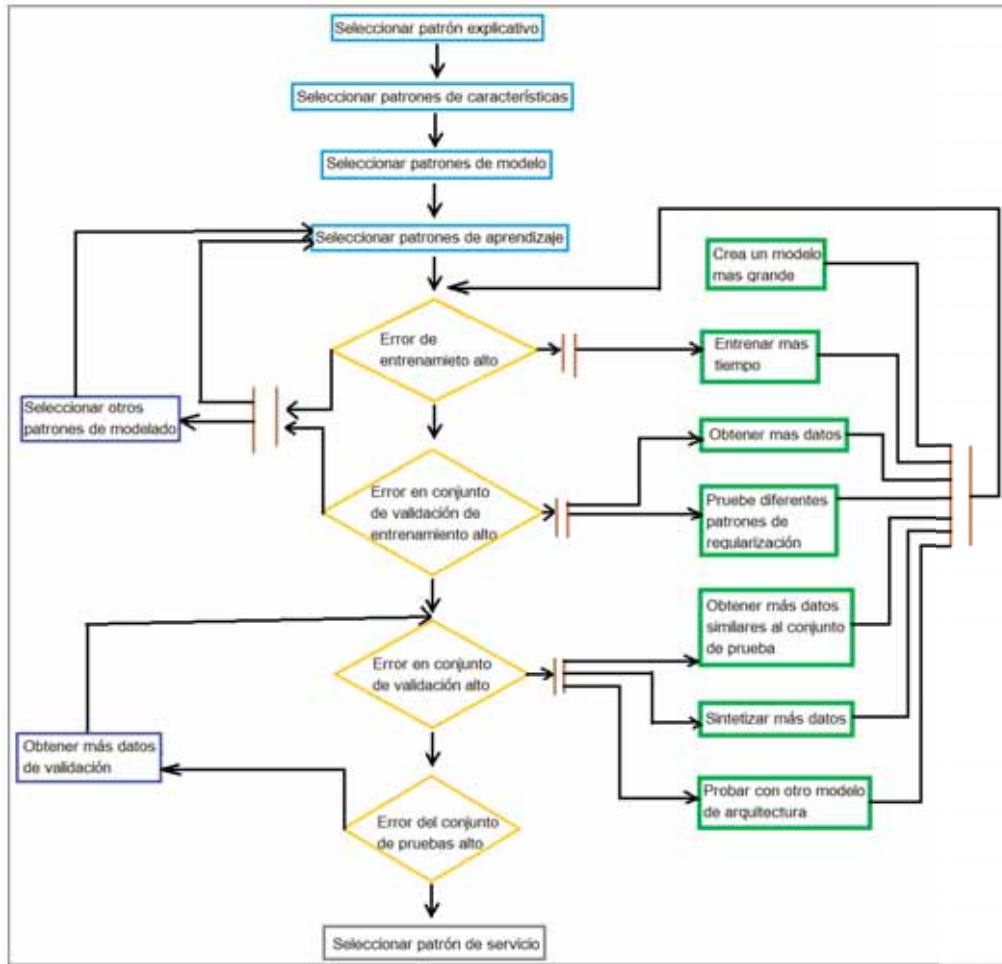 Seleccionar patrón explicativo
Seleccionar patrones de características
Seleccionar patrones de modelo
Seleccionar patrones de aprendizaje
Crea un modelo
mas grande
Error de
entrenamieto alto
Entrenar mas
tiempo
Seleccionar otros
patrones de modelado
Obtener mas datos
Error en conjunto
de validación de
entrenamiento alto
Pruebe diferentes
patrones de
regularización
Obtener más datos
similares al conjunto
de prueba
Error en conjunto
de validación alto
Sintetizar más datos
Obtener más datos
de validación
Probar con otro modelo
de arquitectura
Error del conjunto
de pruebas alto
Seleccionar patrón de servicio